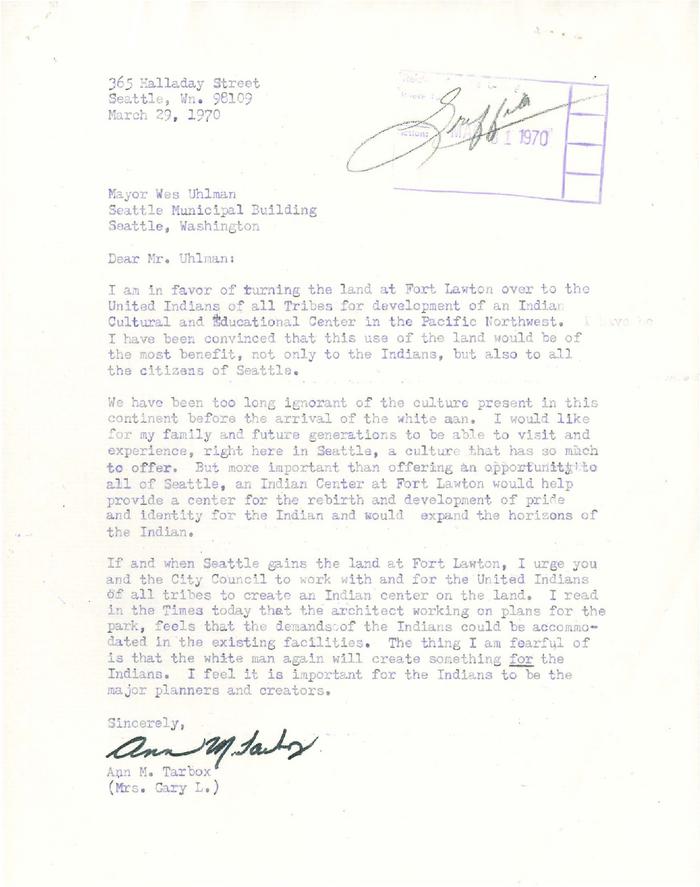 365 Halladay Street
Seattle, Wn. 98109
March 29, 1970
1970
Mayor Wes Uhlman
Seattle Municipal Building
Seattle, Washington
Dear Mr. Uhlman:
I am in favor of turning the land at Fort Lawton over to the
United Indians of all Tribes for development of an Indian
Cultural and Educational Center in the Pacific Northwest.
I have been convinced that this use of the land would be of
the most benefit, not only to the Indians, but also to all
the citizens of Seattle.
We have been too long ignorant of the culture present in this
continent before the arrival of the white man. I would like
for my family and future generations to be able to visit and
experience, right here in Seattle, a culture that has so much
to offer. But more important than offering an opportunity to
all of Seattle, an Indian Center at Fort Lawton would help
provide a center for the rebirth and development of pride
and identity for the Indian and would expand the horizons of
the Indian.
If and when Seattle gains the land at Fort Lawton, I urge you
and the City Council to work with and for the United Indians
of all tribes to create an Indian center on the land. I read
in the Times today that the architect working on plans for the
park, feels that the demands of the Indians could be accommo-
dated in the existing facilities. The thing I am fearful of
is that the white man again will create something for the
Indians. I feel it is important for the Indians to be the
major planners and creators.
Sincerely,
Ann M. Tarbox
Ann M. Tarbox
(Mrs. Gary L.)